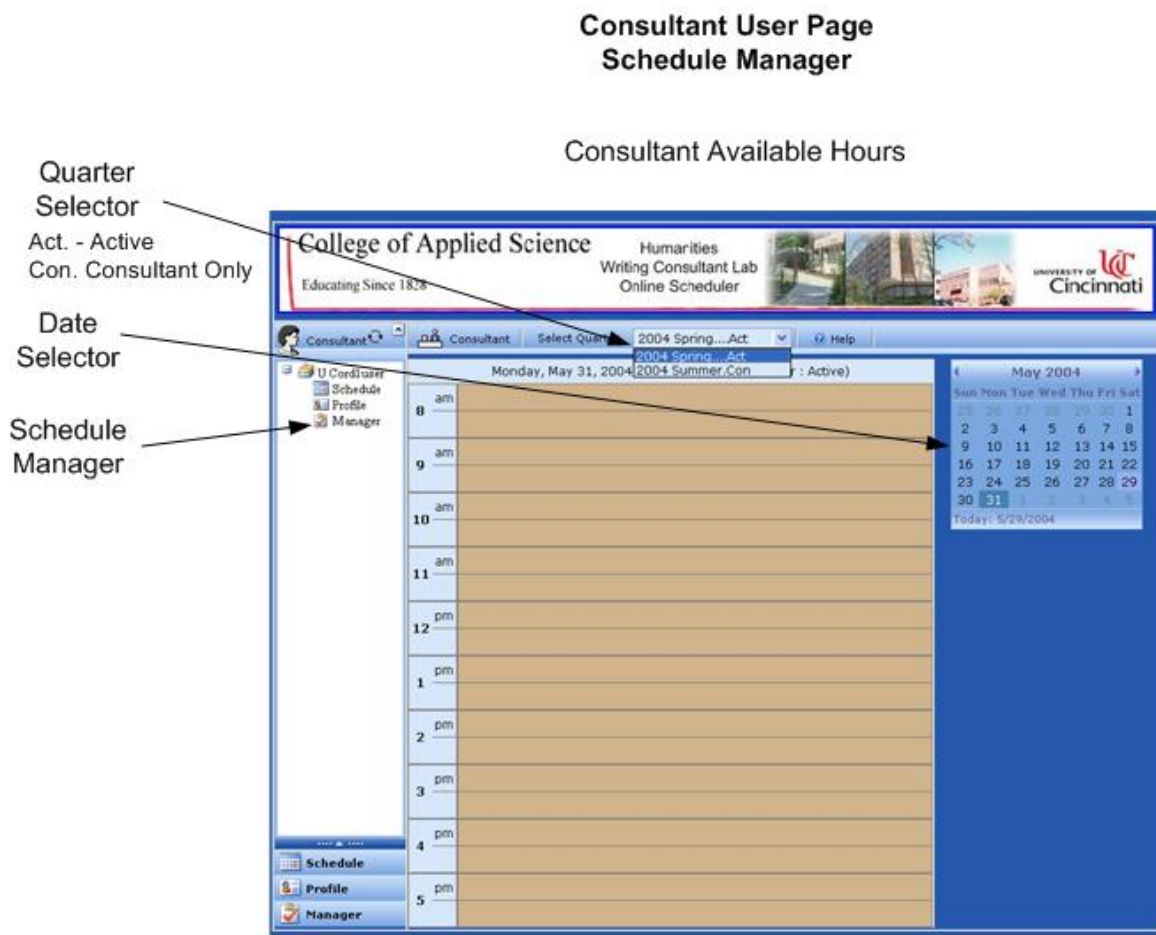 Consultant User Page
Schedule Manager
Consultant Available Hours
Quarter
Selector
Act. - Active
Con. Consultant Only
Date
Selector
Schedule
Manager
College of Applied Science
Educating Since 1828
Humanities
Writing Consultant Lab
Online Scheduler
UNIVERSITY OF
Cincinnati
Consultant
Consultant
Select Quarter
2004 Spring....Act
Help
2004 Spring....Act
2004 Summer.Con
U Cord1user
Schedule
Profile
Manager
Monday, May 31, 2004
: Active)
8 am
9 am
10 am
11 am
12 pm
1 pm
2 pm
3 pm
4 pm
5 pm
May 2004
Sun Mon Tue Wed Thu Fri Sat
25 26 27 28 29 30 1
2 3 4 5 6 7 8
9 10 11 12 13 14 15
16 17 18 19 20 21 22
23 24 25 26 27 28 29
30 31 1 2 3 4 5
Today: 5/29/2004
Schedule
Profile
Manager